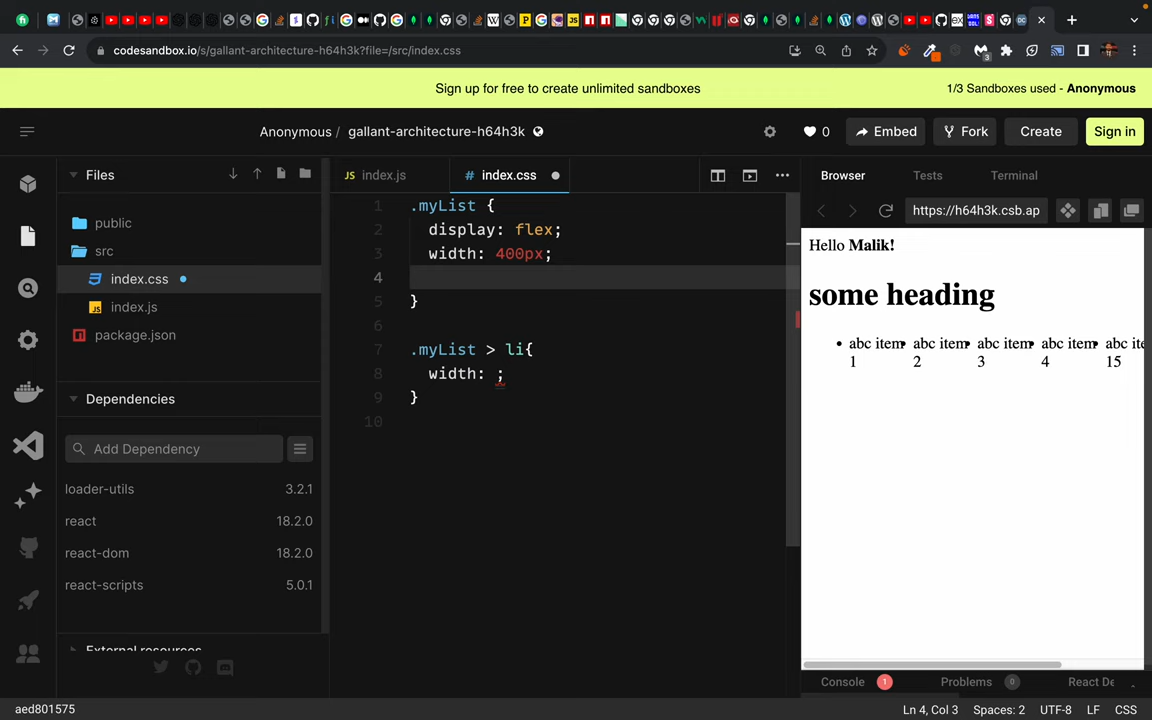 codesandbox.io/s/gallant-architecture-h64h3k?file=/src/index.css
Sign up for free to create unlimited sandboxes
1/3 Sandboxes used - Anonymous
Anonymous / gallant-architecture-h64h3k
0
Embed
Fork
Create
Sign in
Files
public
src
index.css
JS index.js
package.json
Dependencies
Add Dependency
loader-utils 3.2.1
react 18.2.0
react-dom 18.2.0
react-scripts 5.0.1
External resources
JS index.js
# index.css
1 .myList {
2 display: flex;
3 width: 400px;
4
5 }
6
7 .myList > li{
8 width: ;
9 }
10
Browser Tests Terminal
https://h64h3k.csb.ap
Hello Malik!
some heading
• abc item 1 • abc item 2 • abc item 3 • abc item 4 • abc ite 15
Console 1 Problems 0 React De
aed801575
Ln 4, Col 3 Spaces: 2 UTF-8 LF CSS